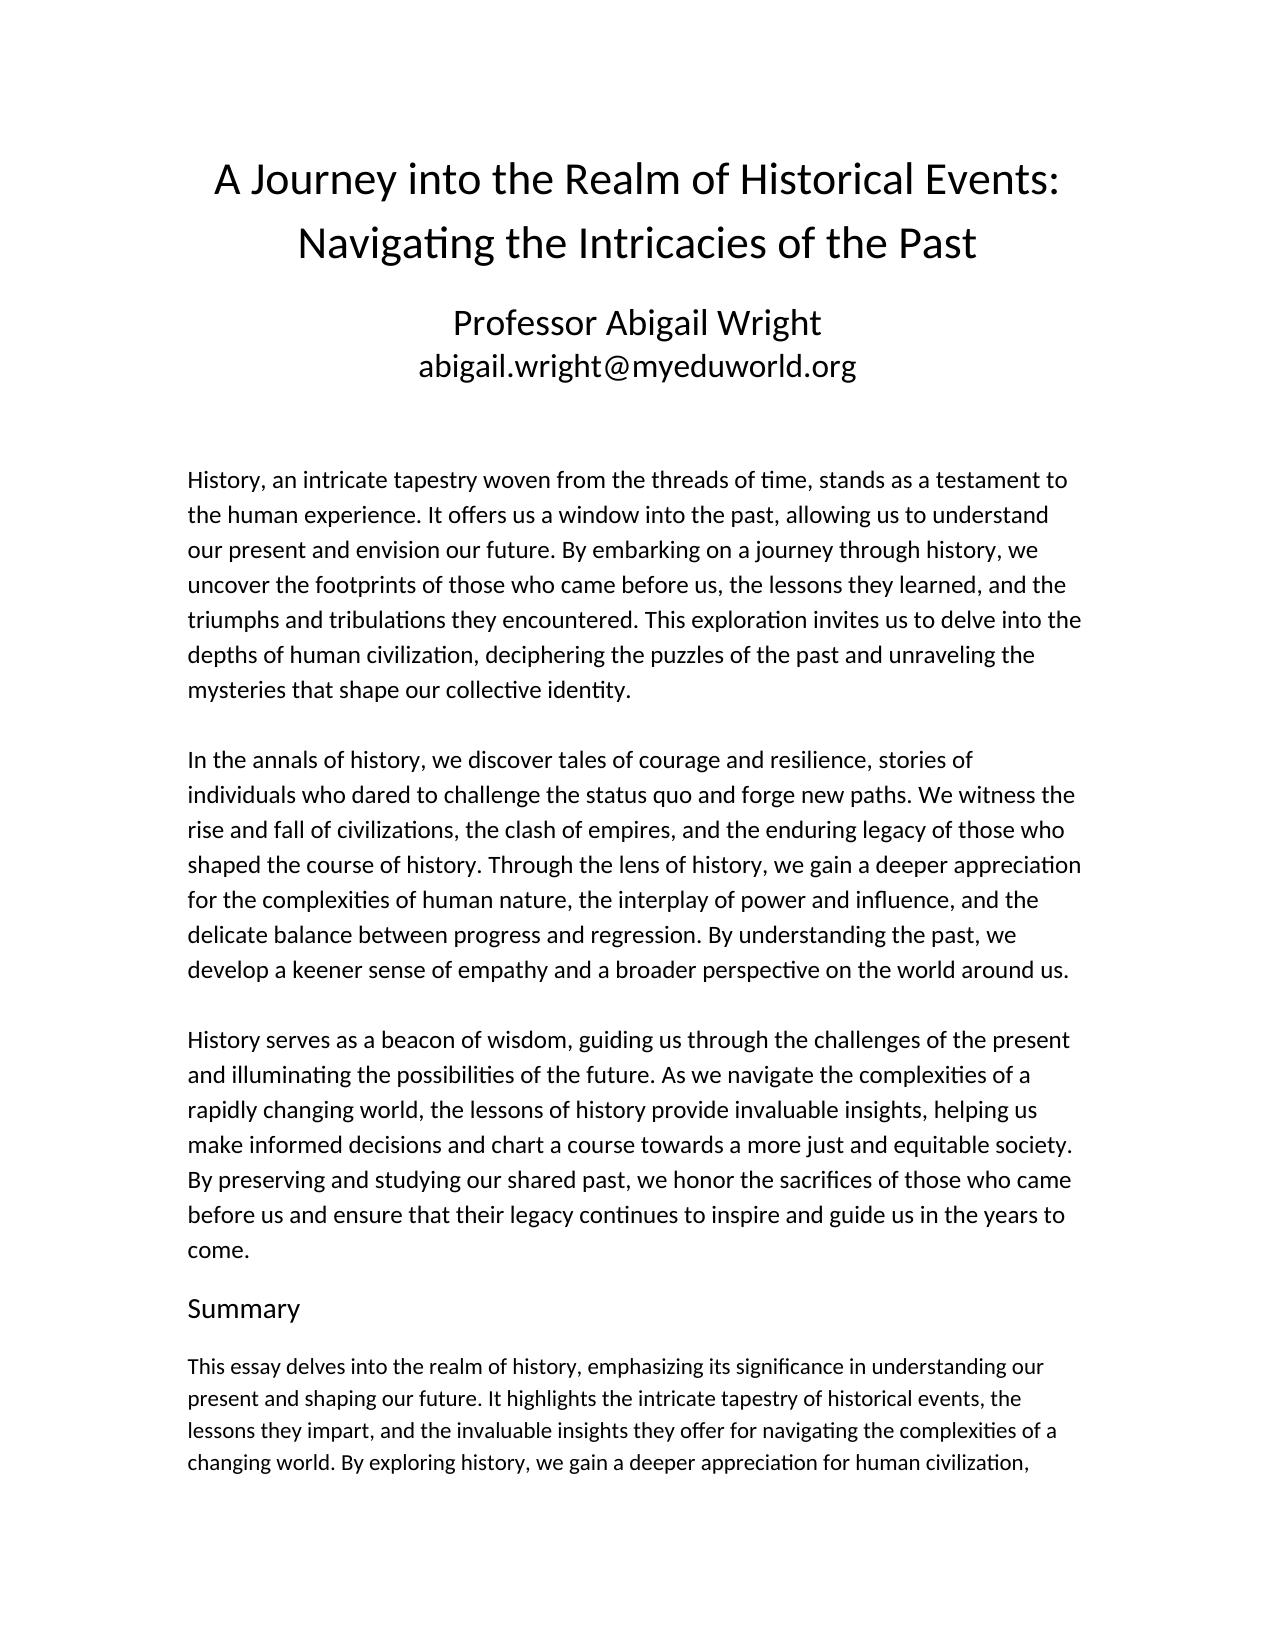 A Journey into the Realm of Historical Events:
Navigating the Intricacies of the Past
Professor Abigail Wright
abigail.wright@myeduworld.org
History, an intricate tapestry woven from the threads of time, stands as a testament to
the human experience. It offers us a window into the past, allowing us to understand
our present and envision our future. By embarking on a journey through history, we
uncover the footprints of those who came before us, the lessons they learned, and the
triumphs and tribulations they encountered. This exploration invites us to delve into the
depths of human civilization, deciphering the puzzles of the past and unraveling the
mysteries that shape our collective identity.
In the annals of history, we discover tales of courage and resilience, stories of
individuals who dared to challenge the status quo and forge new paths. We witness the
rise and fall of civilizations, the clash of empires, and the enduring legacy of those who
shaped the course of history. Through the lens of history, we gain a deeper appreciation
for the complexities of human nature, the interplay of power and influence, and the
delicate balance between progress and regression. By understanding the past, we
develop a keener sense of empathy and a broader perspective on the world around us.
History serves as a beacon of wisdom, guiding us through the challenges of the present
and illuminating the possibilities of the future. As we navigate the complexities of a
rapidly changing world, the lessons of history provide invaluable insights, helping us
make informed decisions and chart a course towards a more just and equitable society.
By preserving and studying our shared past, we honor the sacrifices of those who came
before us and ensure that their legacy continues to inspire and guide us in the years to
come.
Summary
This essay delves into the realm of history, emphasizing its significance in understanding our
present and shaping our future. It highlights the intricate tapestry of historical events, the
lessons they impart, and the invaluable insights they offer for navigating the complexities of a
changing world. By exploring history, we gain a deeper appreciation for human civilization,